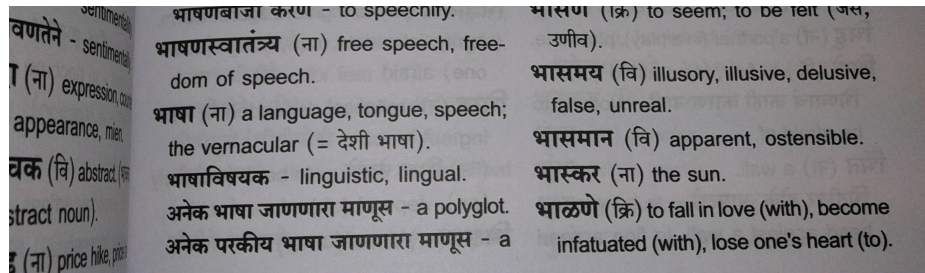 sentimentally
वणतेने - sentimentally
(ना) expression,
appearance, mien.
चक (वि) abstract
stract noun).
(ना) price hike,
भाषणबाजी करणे - to speechify.
भाषणस्वातंत्र्य (ना) free speech, free-
dom of speech.
भाषा (ना) a language, tongue, speech;
the vernacular (= देशी भाषा).
भाषाविषयक - linguistic, lingual.
अनेक भाषा जाणणारा माणूस - a polyglot.
अनेक परकीय भाषा जाणणारा माणूस - a
भासणे (क्रि) to seem; to be felt (जसे,
उणीव).
भासमय (वि) illusory, illusive, delusive,
false, unreal.
भासमान (वि) apparent, ostensible.
भास्कर (ना) the sun.
भाळणे (क्रि) to fall in love (with), become
infatuated (with), lose one's heart (to).